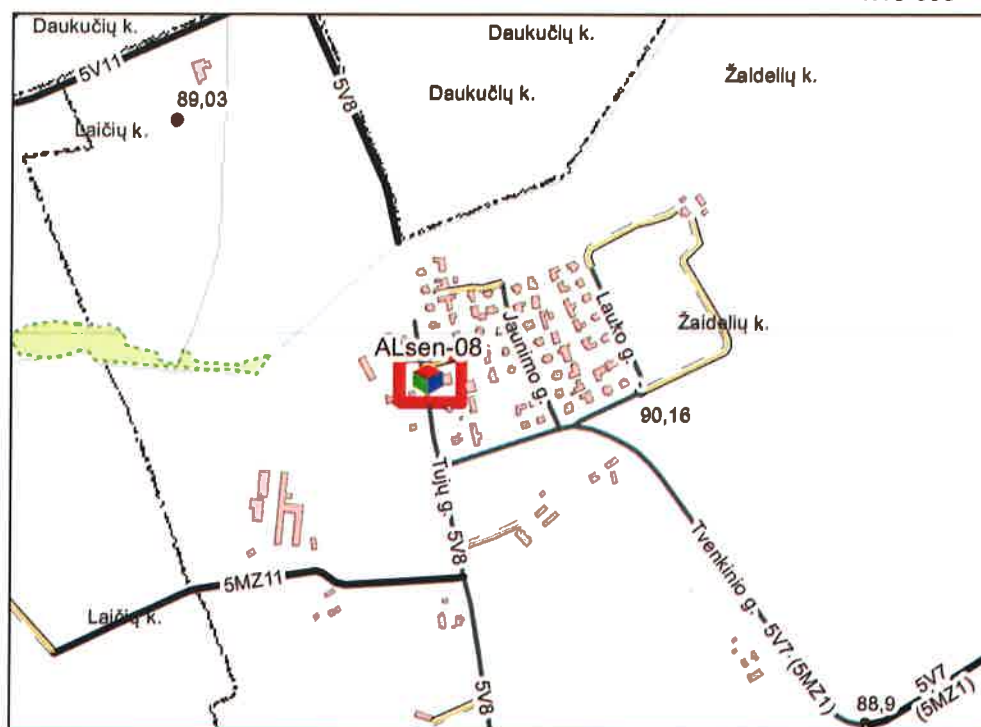 Daukučių k.
Daukučių k.
5V11
Žaidelių k.
5V8
Daukučių k.
89,03
Laičių k.
Lauko g.
Jaunimo g.
Žaidelių k.
ALsen-08
90,16
Tujų g. - 5V8
Tvenkinio g. - 5V7 (5MZ1)
5MZ11
Laičių k.
5V8
88,9
5V7
(5MZ1)